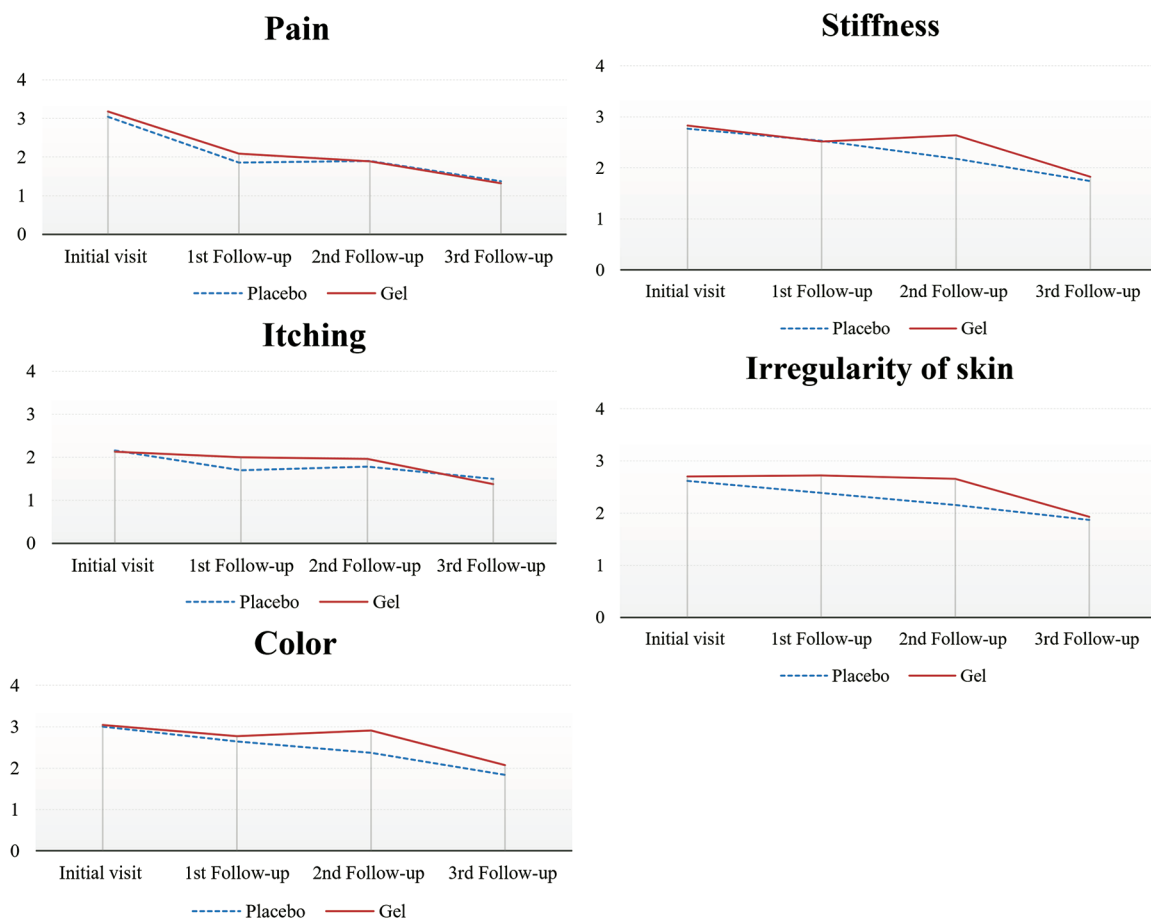 Pain
4
3
2
1
0
Initial visit 1st Follow-up 2nd Follow-up 3rd Follow-up
Placebo Gel
Stiffness
4
3
2
1
0
Initial visit 1st Follow-up 2nd Follow-up 3rd Follow-up
Placebo Gel
Itching
4
3
2
1
0
Initial visit 1st Follow-up 2nd Follow-up 3rd Follow-up
Placebo Gel
Irregularity of skin
4
3
2
1
0
Initial visit 1st Follow-up 2nd Follow-up 3rd Follow-up
Placebo Gel
Color
4
3
2
1
0
Initial visit 1st Follow-up 2nd Follow-up 3rd Follow-up
Placebo Gel